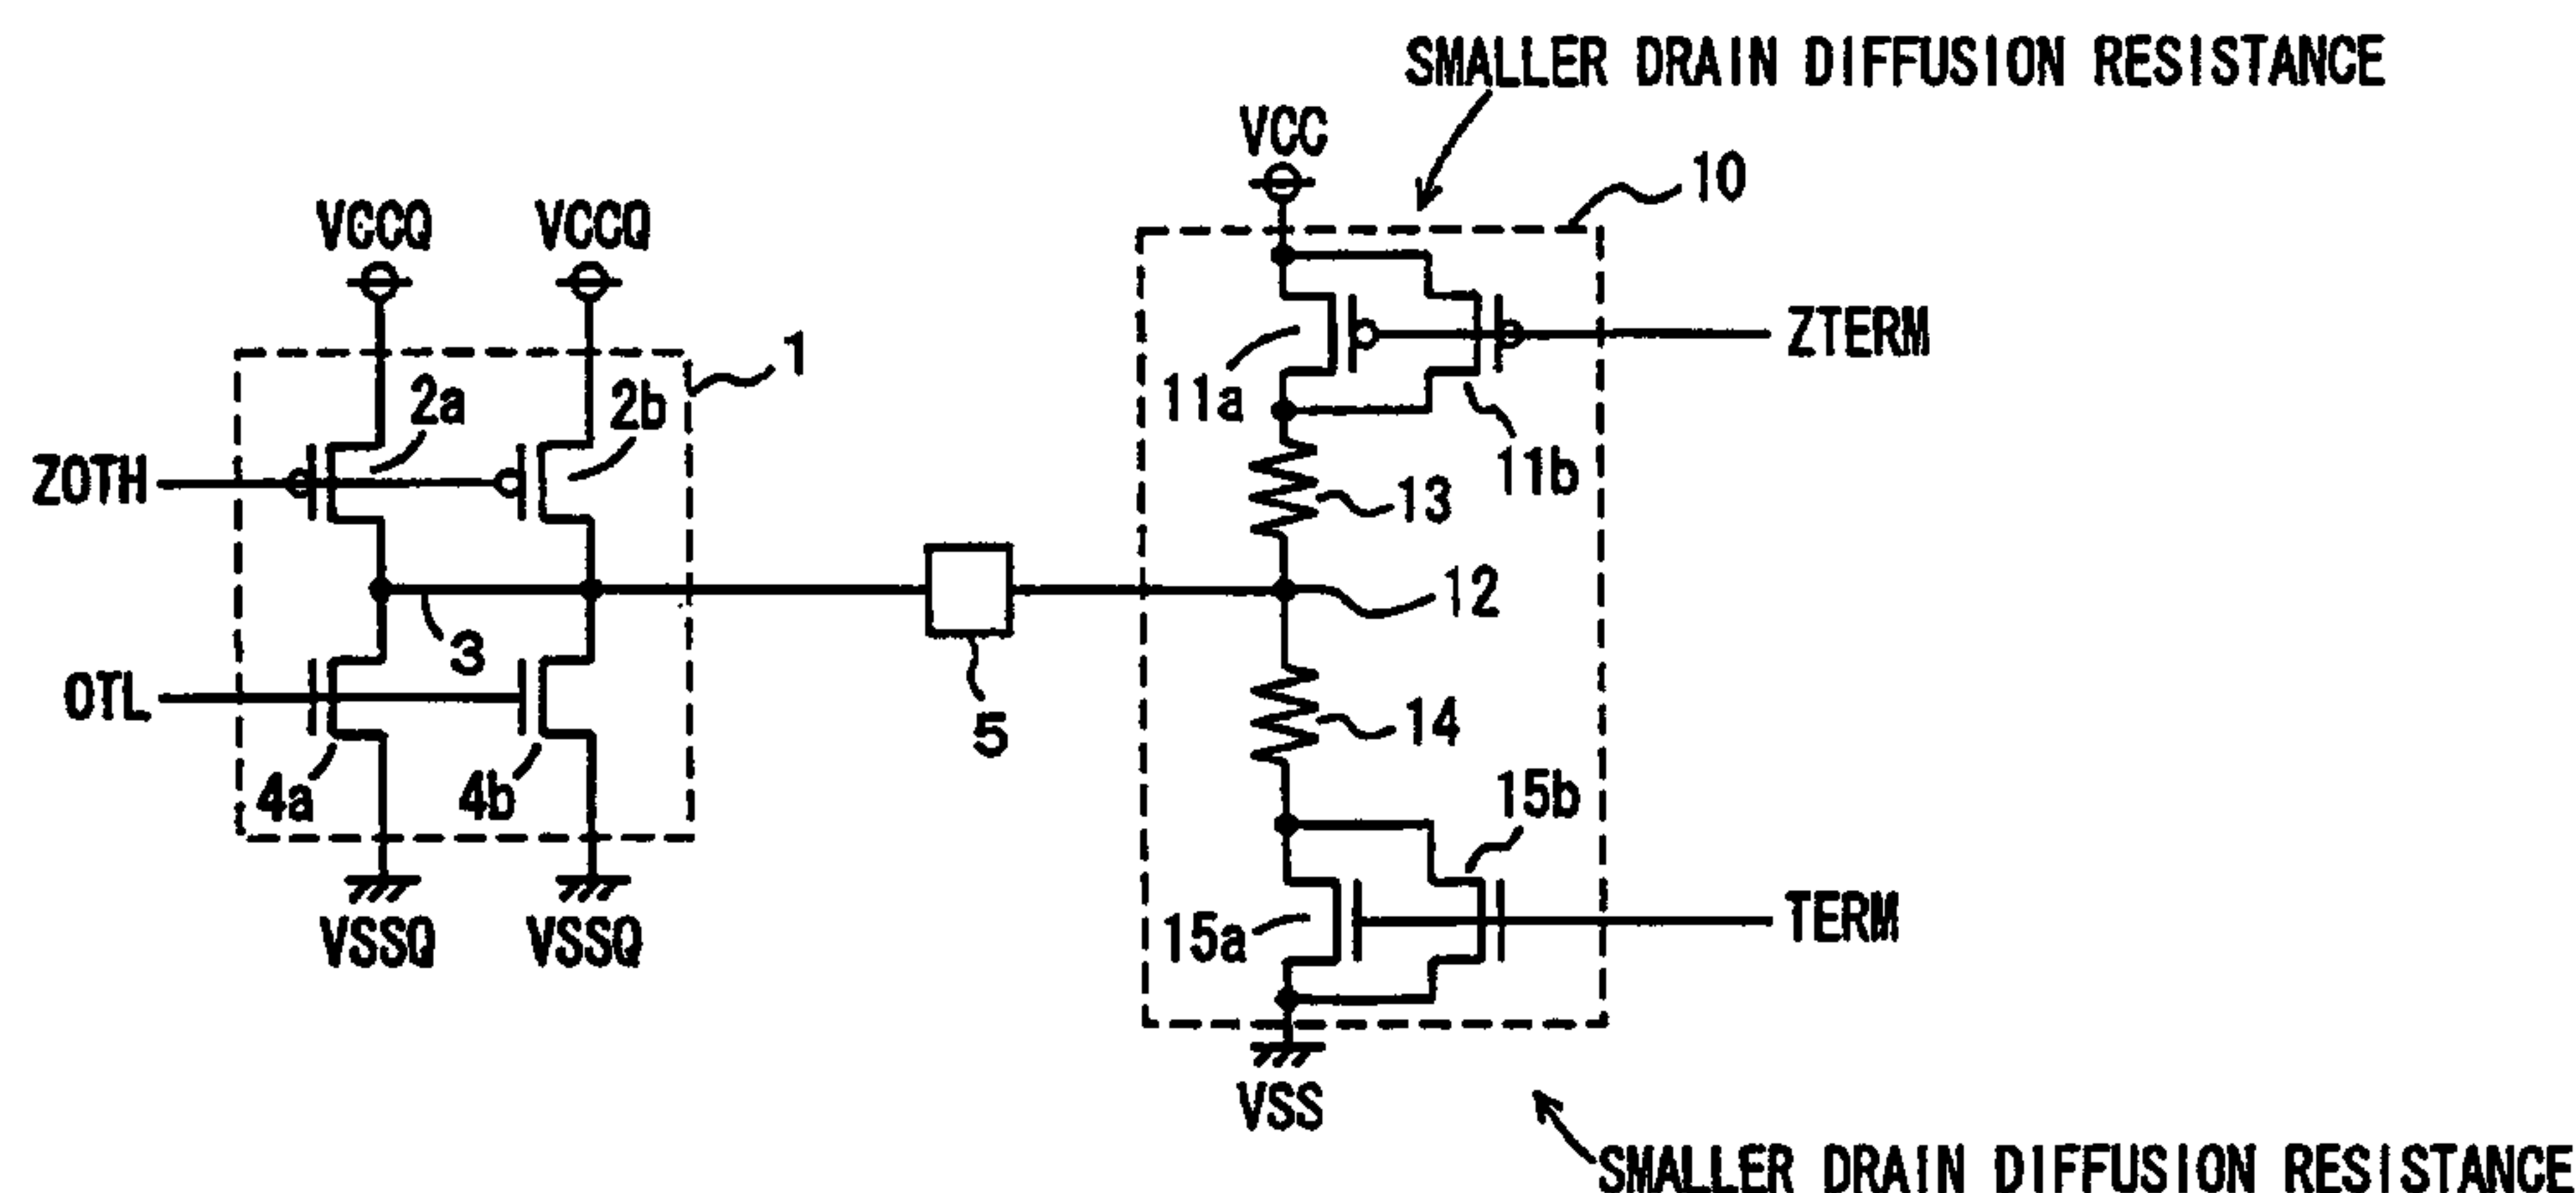 SMALLER DRAIN DIFFUSION RESISTANCE
VCC
10
VCCQ VCCQ
ZTERM
1
2a 2b
11a
11b
ZOTH
13
12
3
OTL
14
5
4a 4b
15b
15a
TERM
VSSQ VSSQ
VSS
SMALLER DRAIN DIFFUSION RESISTANCE